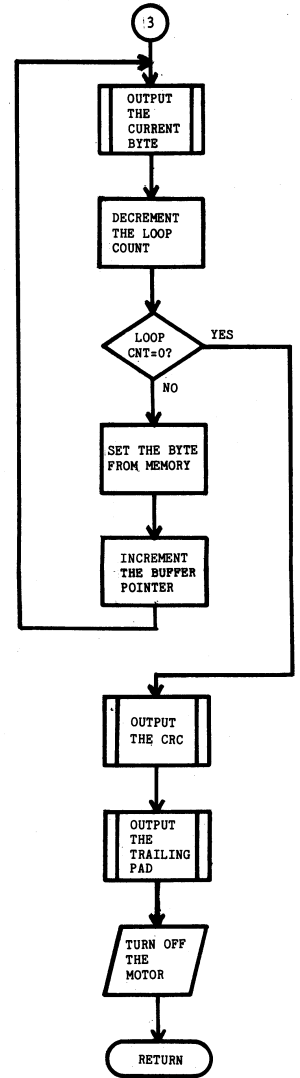 3
OUTPUT
THE
CURRENT
BYTE
DECREMENT
THE LOOP
COUNT
LOOP
CNT=0?
YES
NO
SET THE BYTE
FROM MEMORY
INCREMENT
THE BUFFER
POINTER
OUTPUT
THE CRC
OUTPUT
THE
TRAILING
PAD
TURN OFF
THE
MOTOR
RETURN